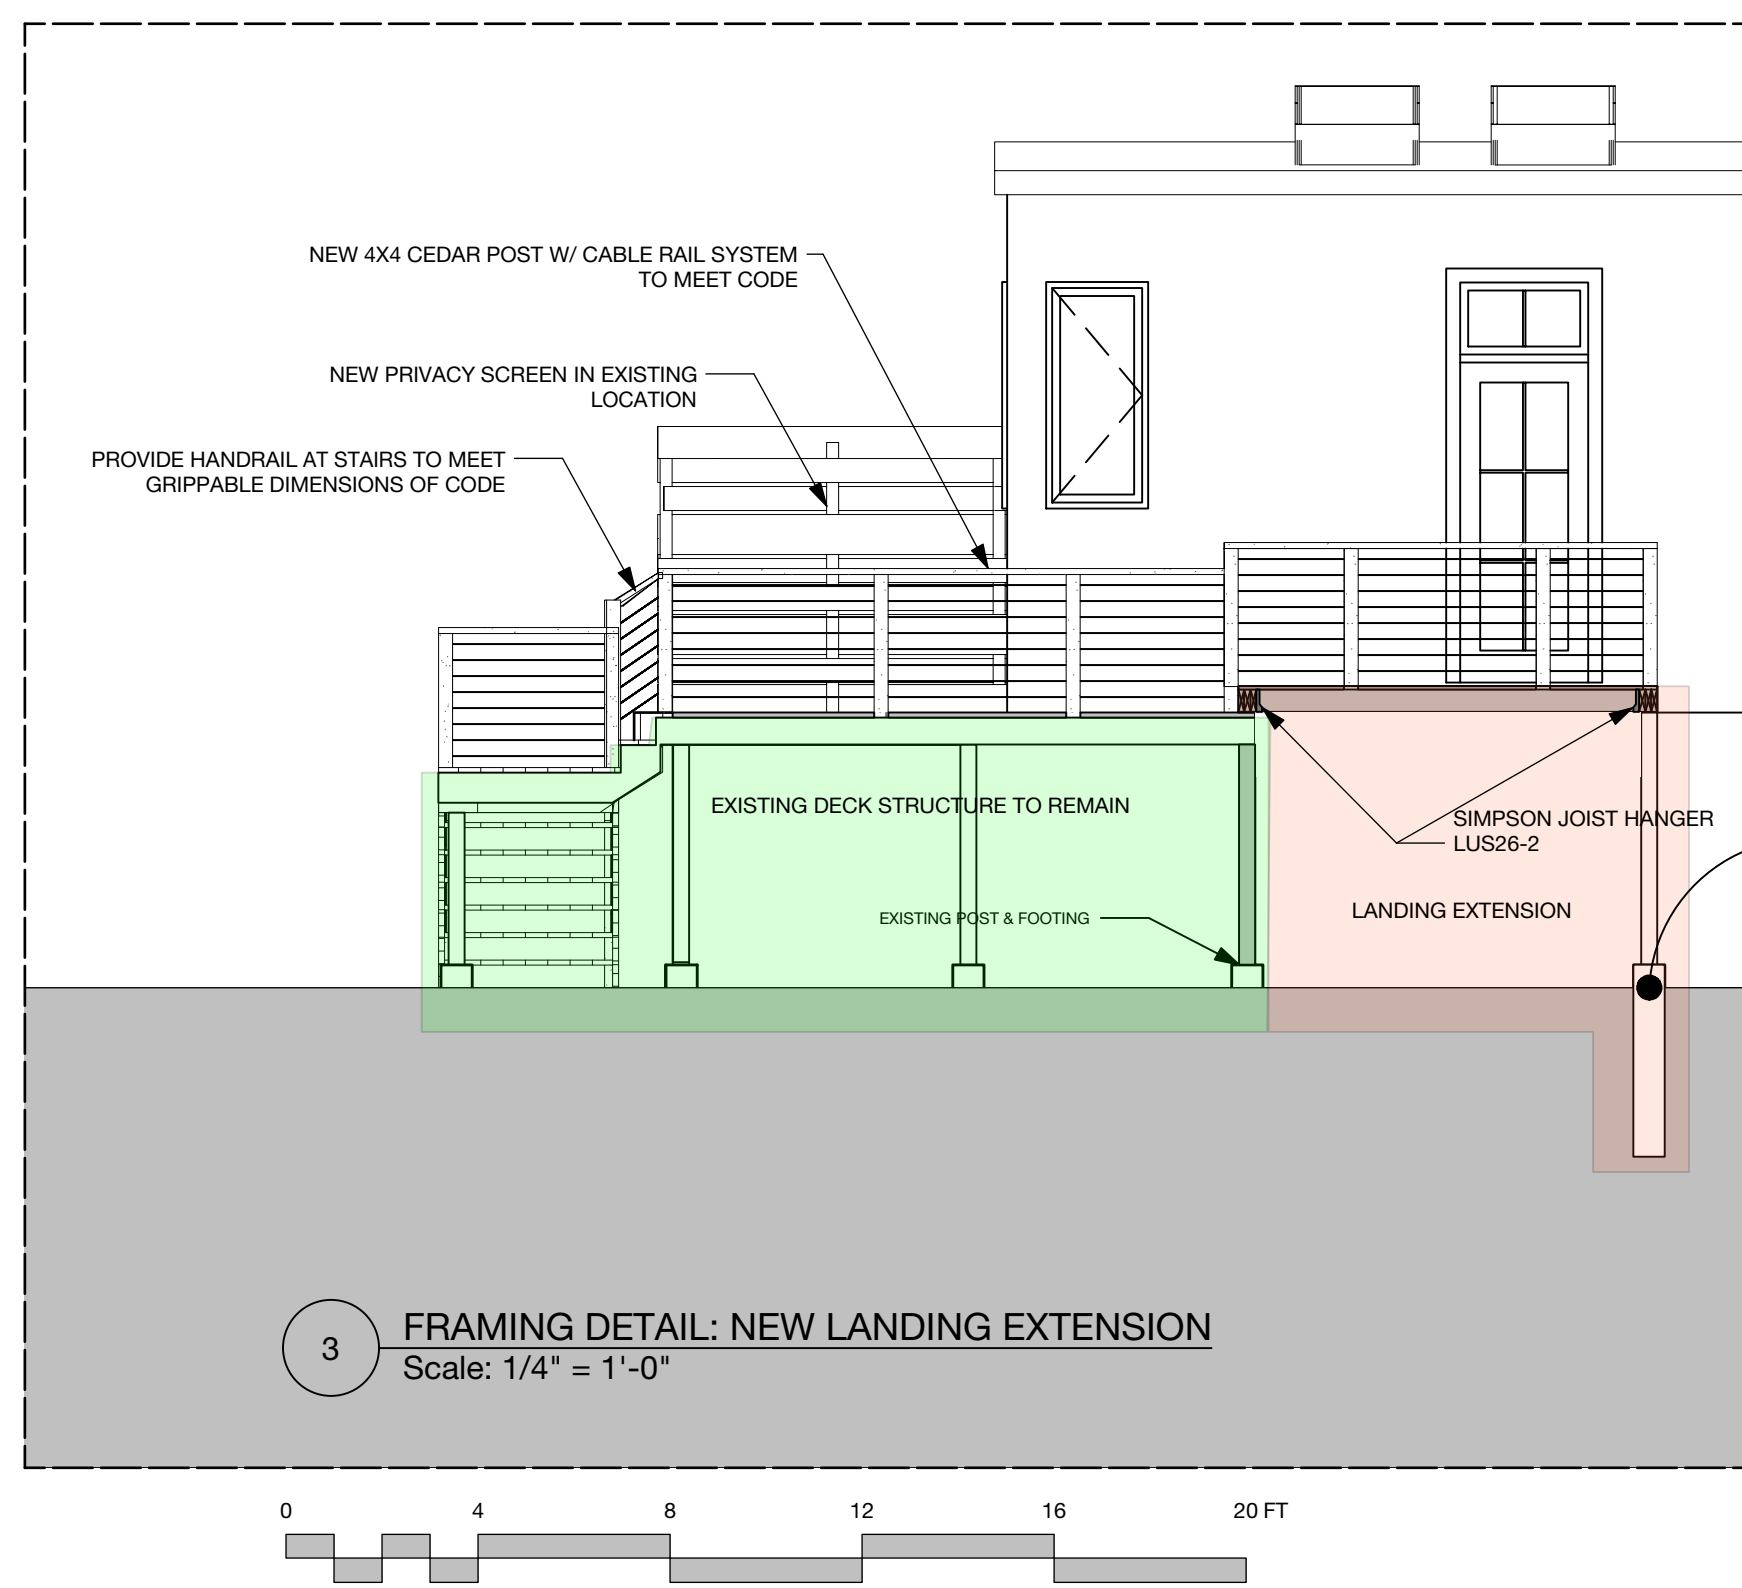 NEW 4X4 CEDAR POST W/ CABLE RAIL SYSTEM
TO MEET CODE
NEW PRIVACY SCREEN IN EXISTING
LOCATION
PROVIDE HANDRAIL AT STAIRS TO MEET
GRIPPABLE DIMENSIONS OF CODE
EXISTING DECK STRUCTURE TO REMAIN
SIMPSON JOIST HANGER
LUS26-2
EXISTING POST & FOOTING
LANDING EXTENSION
3
FRAMING DETAIL: NEW LANDING EXTENSION
Scale: 1/4" = 1'-0"
0 4 8 12 16 20 FT